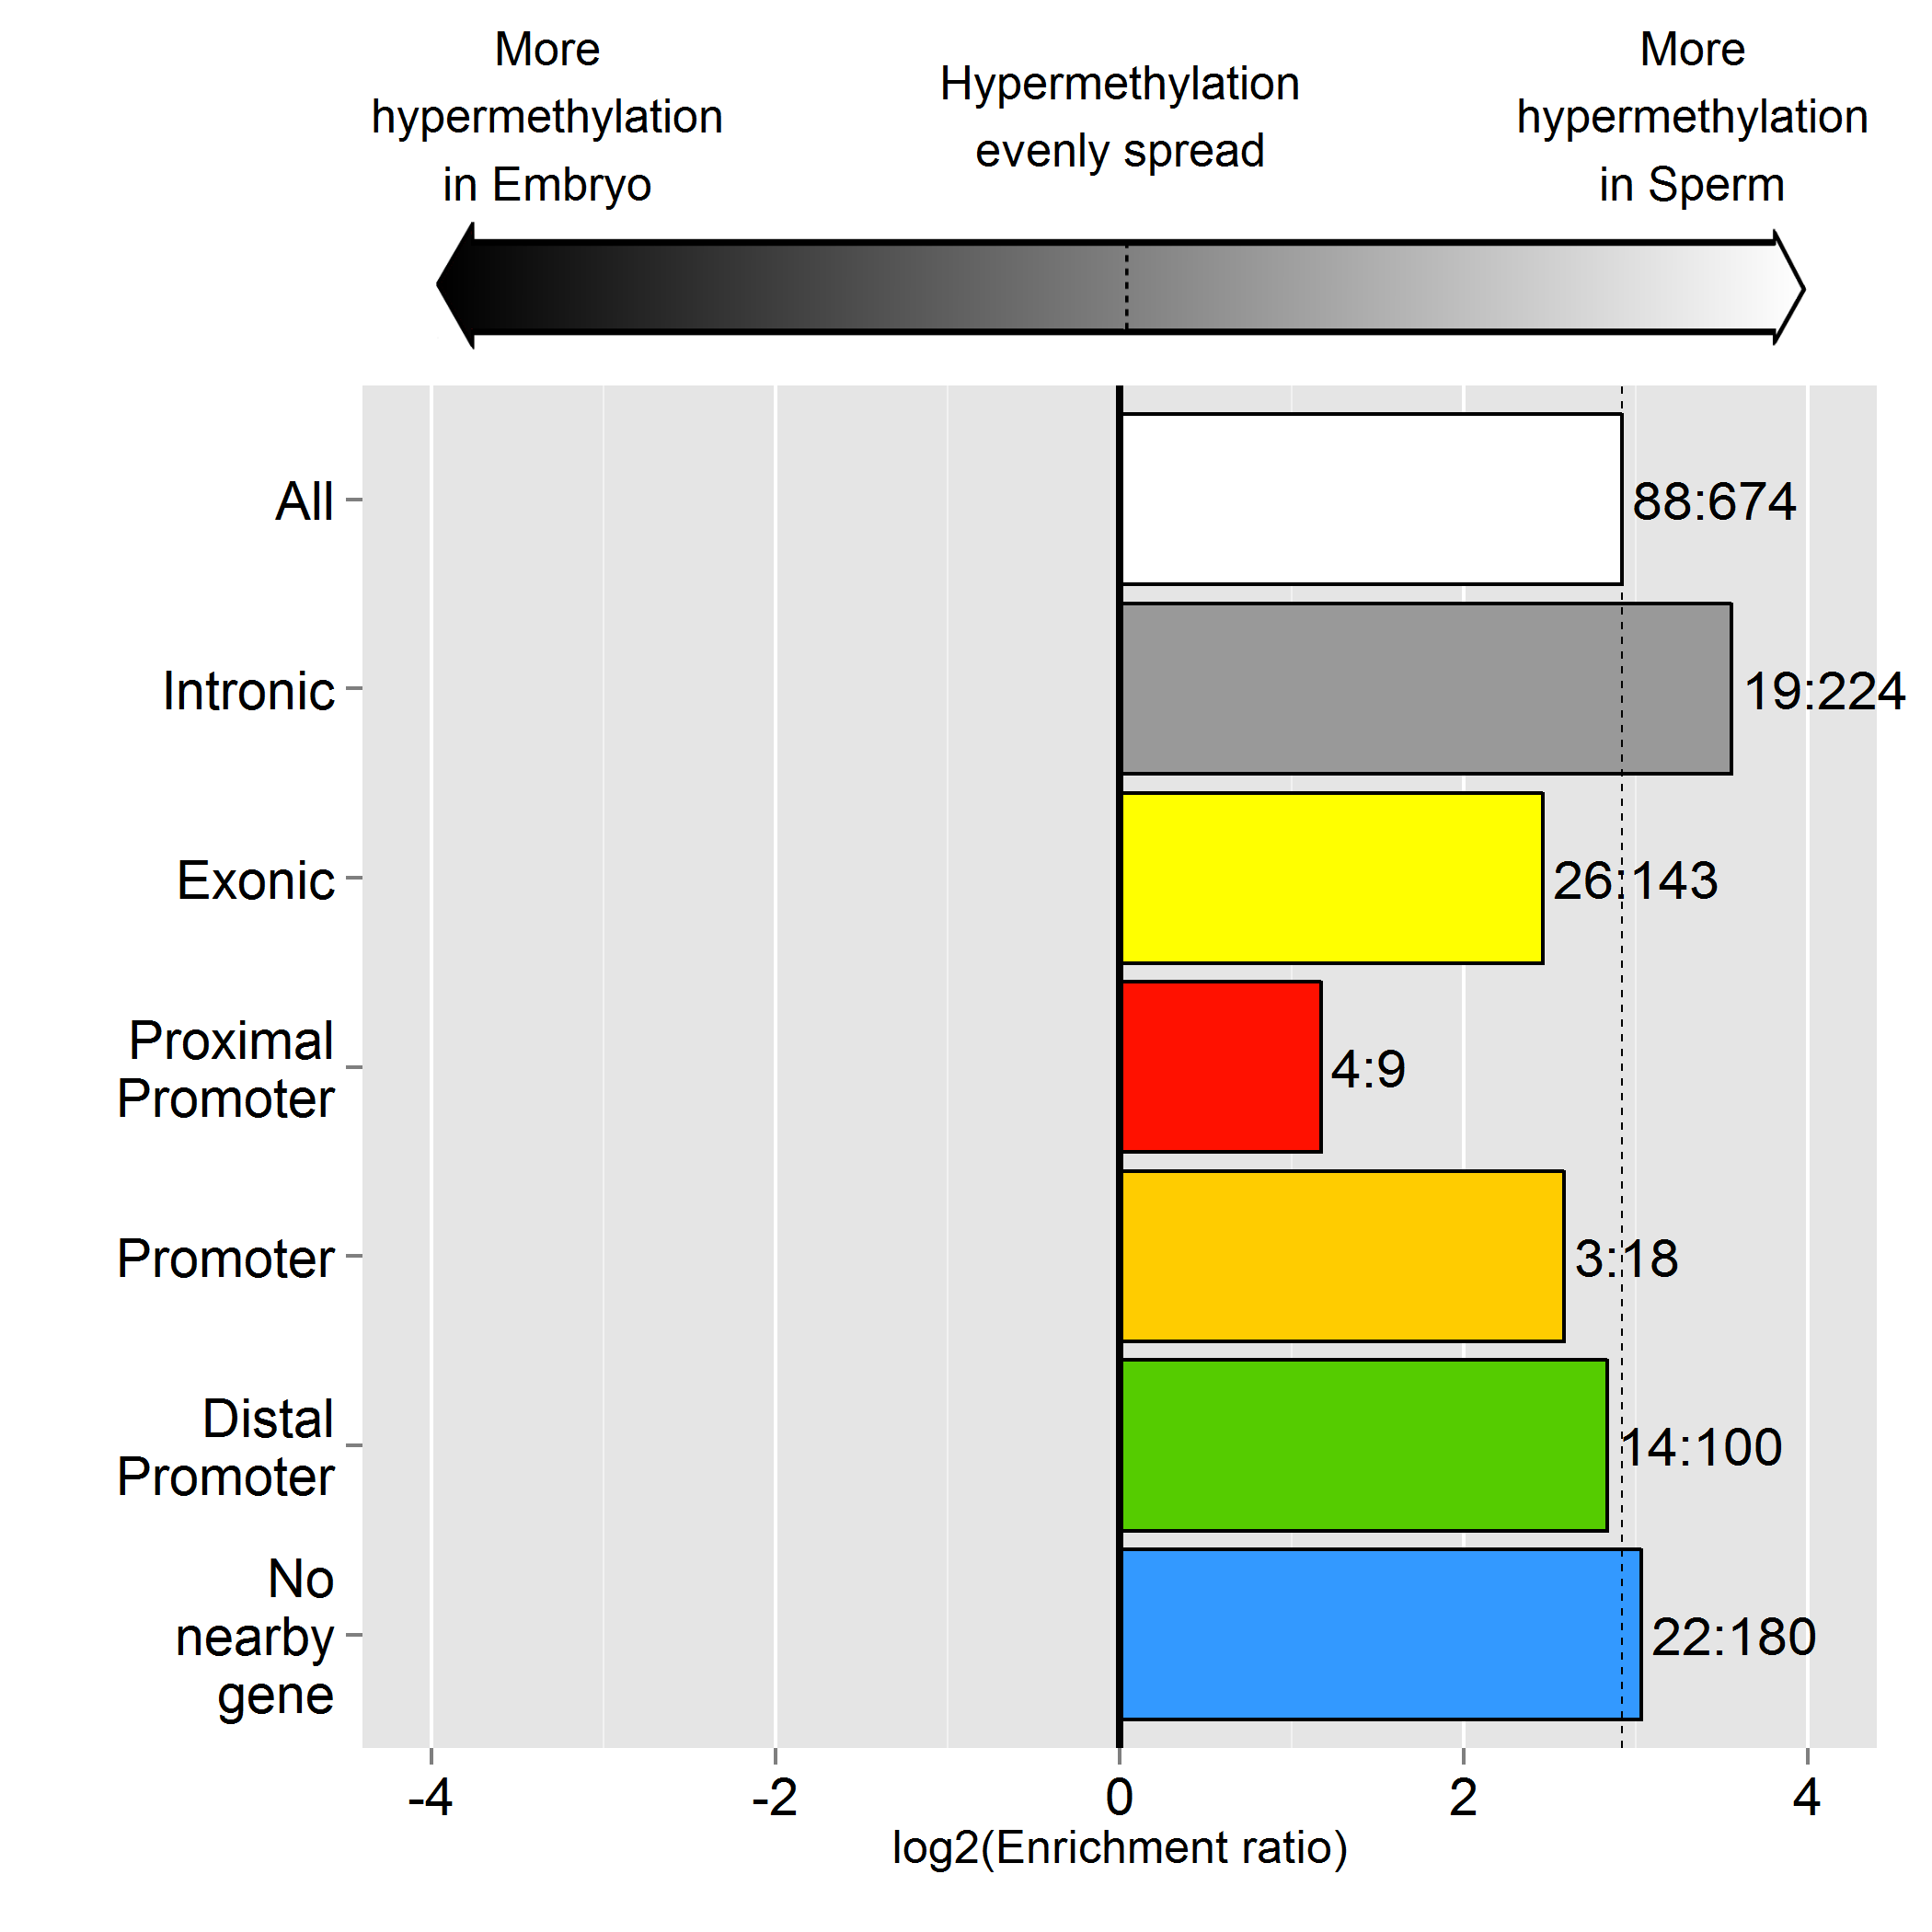 More
hypermethylation
in Embryo
Hypermethylation
evenly spread
More
hypermethylation
in Sperm
All
88:674
Intronic
19:224
Exonic
26:143
Proximal
Promoter
4:9
Promoter
3:18
Distal
Promoter
14:100
No
nearby
gene
22:180
-4
-2
0
2
4
log2(Enrichment ratio)